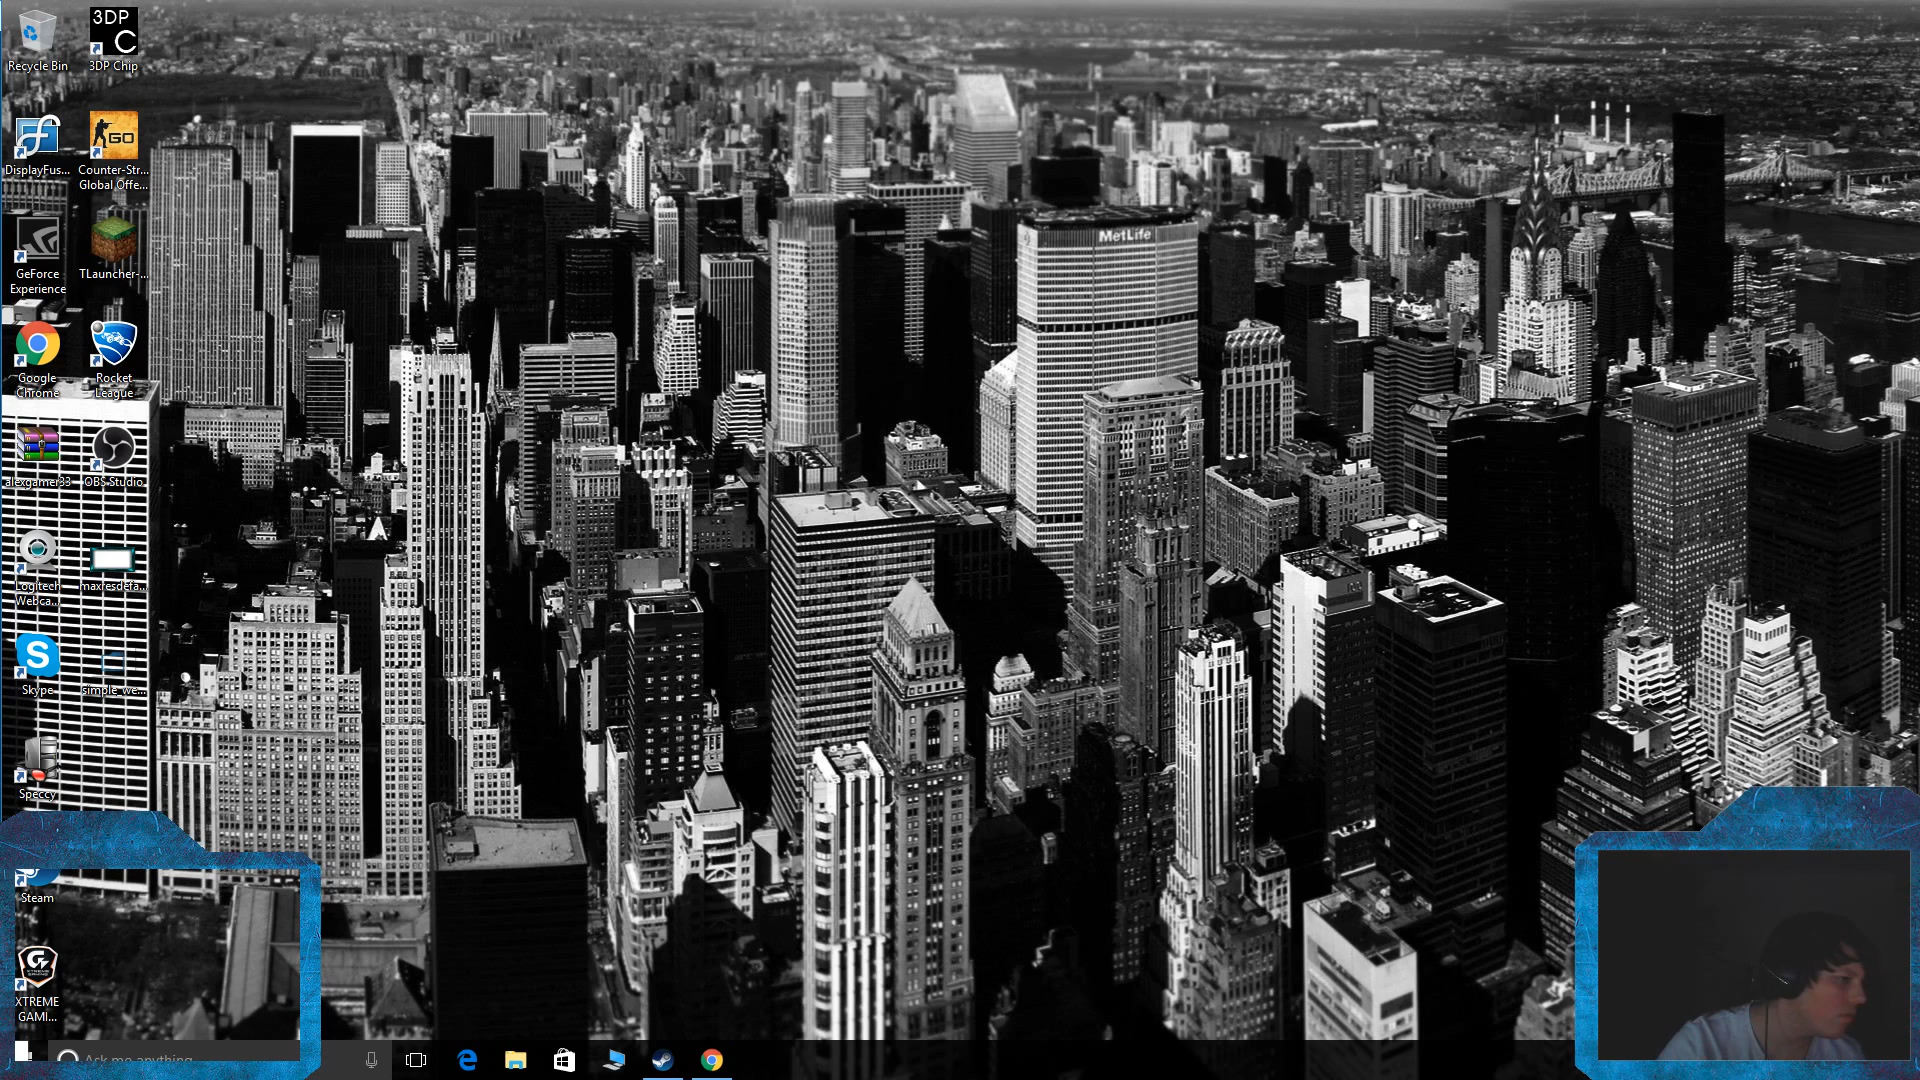 Recycle Bin
3DP
C
3DP Chip
DisplayFus...
GO
Counter-Str...
Global Offe...
GeForce
Experience
TLauncher-...
Google
Chrome
Rocket
League
alexgamer33
OBS Studio
Logitech
Webca...
maxresdefa...
S
Skype
simple_we...
Speccy
Steam
G
XTREME
GAMI...
MetLife
Ask me anything